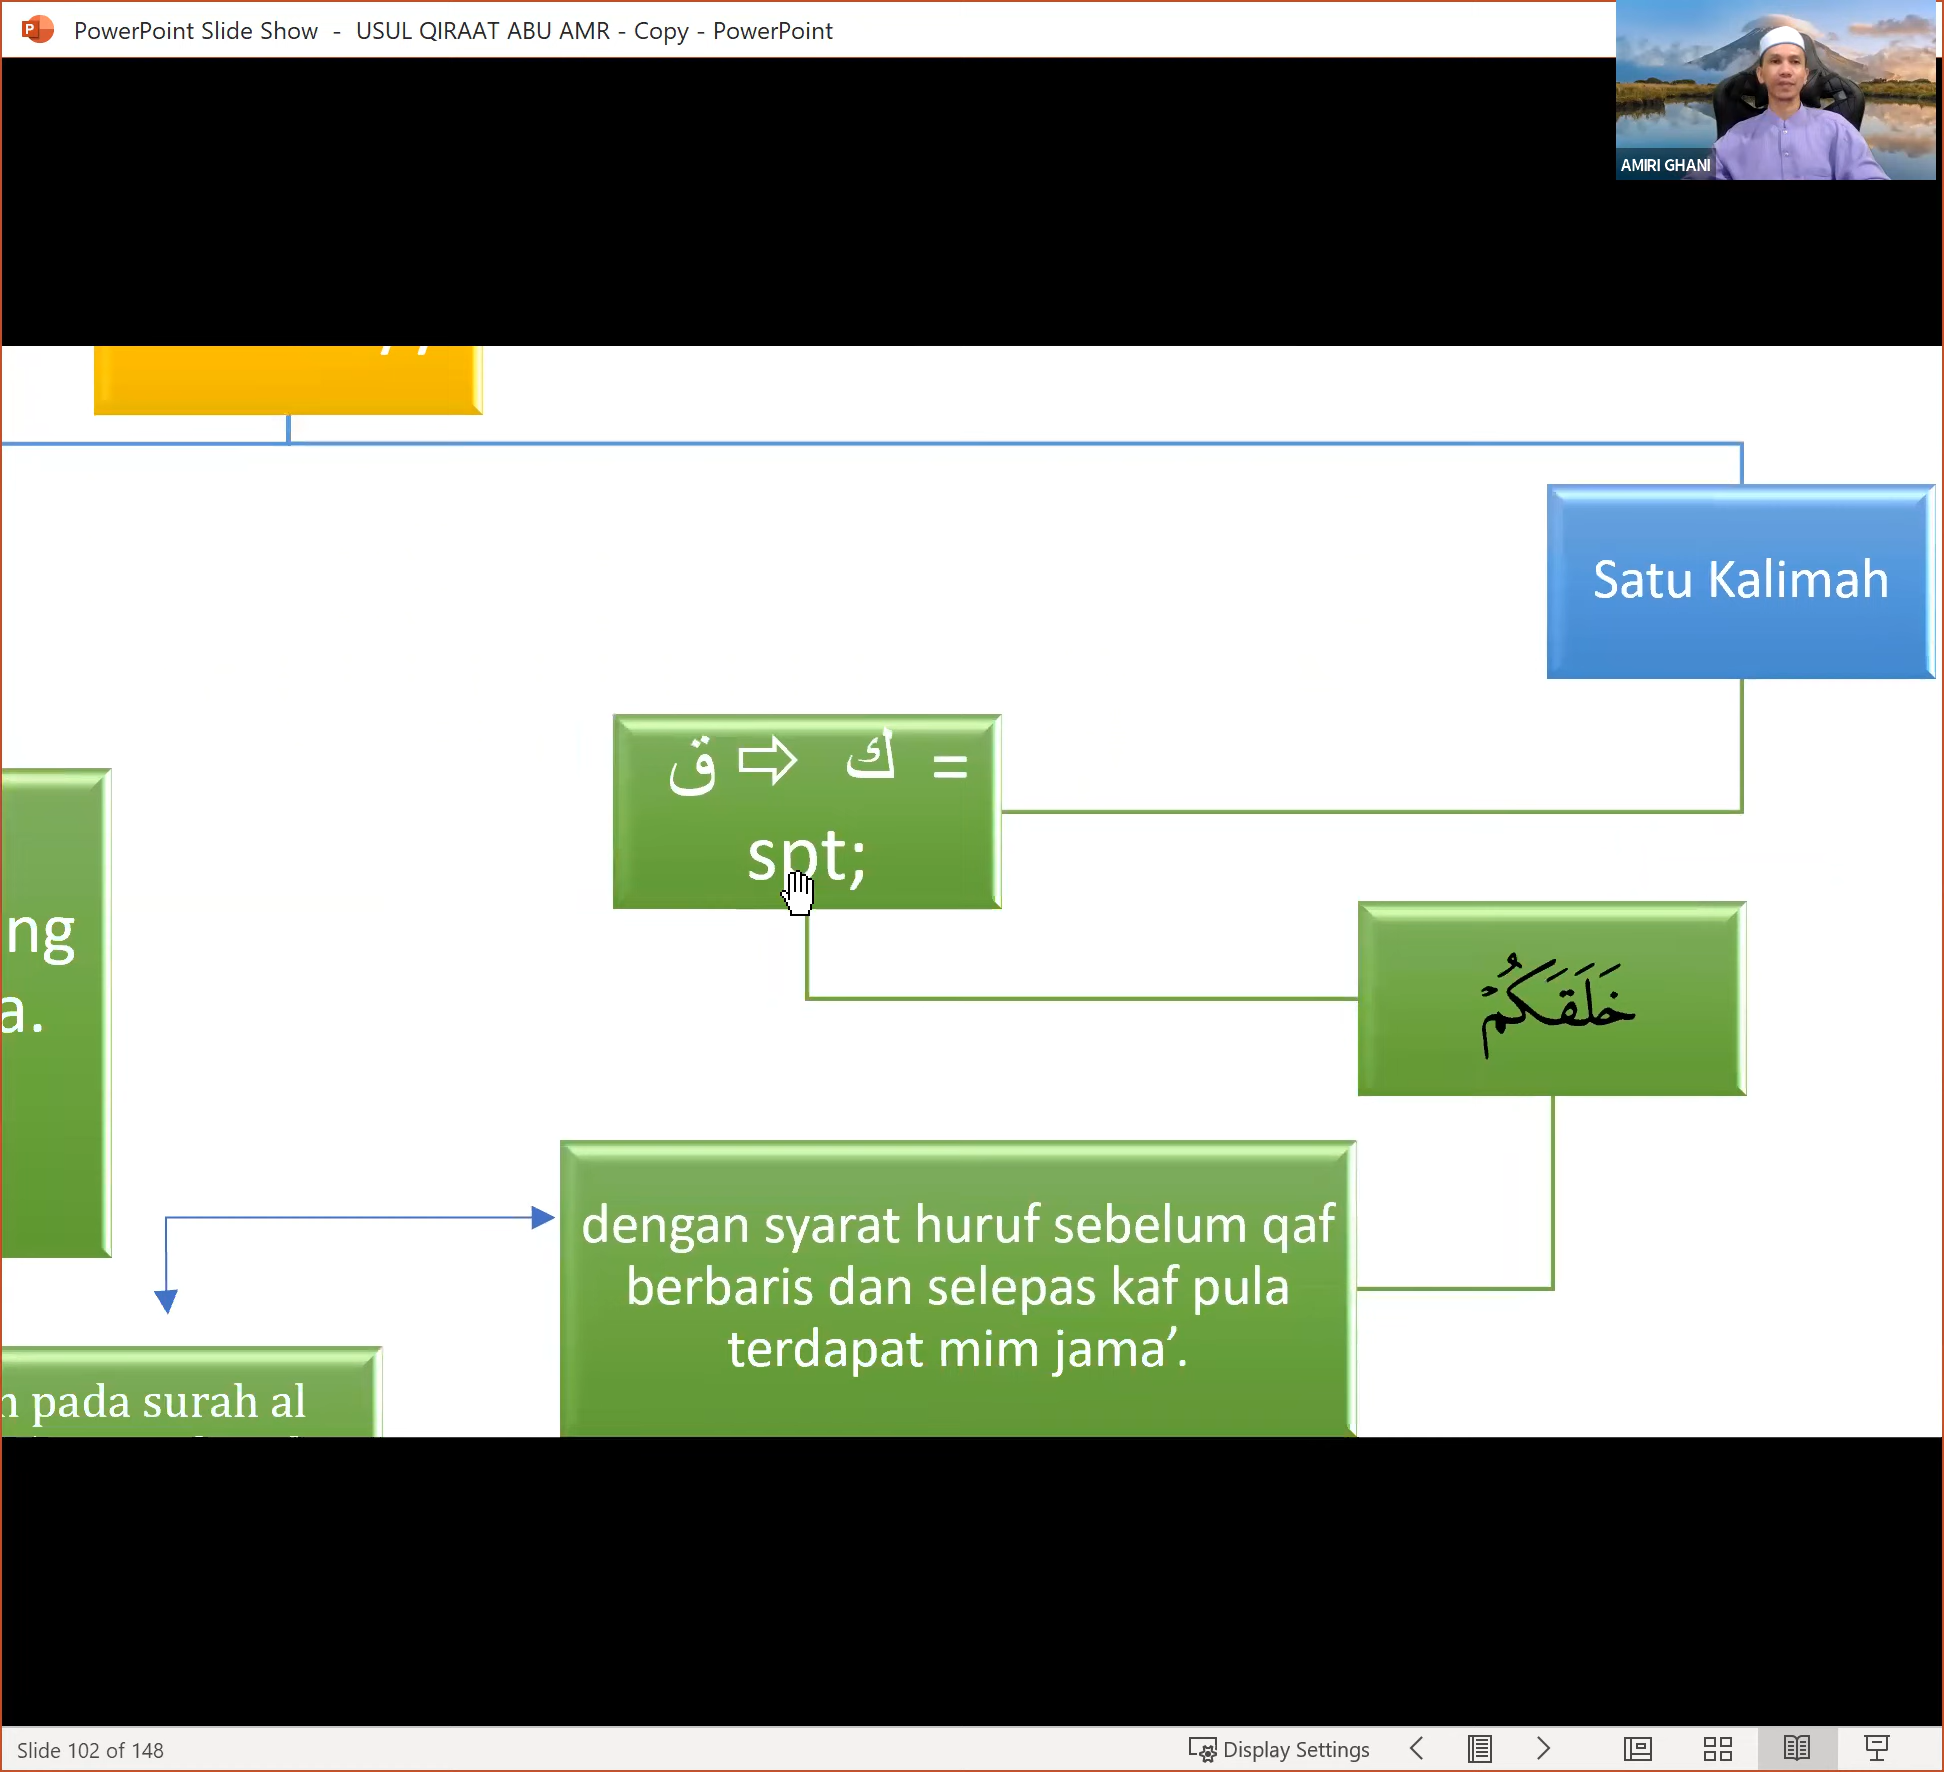 PowerPoint Slide Show - USUL QIRAAT ABU AMR - Copy - PowerPoint
AMIRI GHANI
Satu Kalimah
ق ⇨ ك =
spt;
خَلَقَكُمْ
ng
a.
dengan syarat huruf sebelum qaf
berbaris dan selepas kaf pula
terdapat mim jama’.
pada surah al
Slide 102 of 148
Display Settings